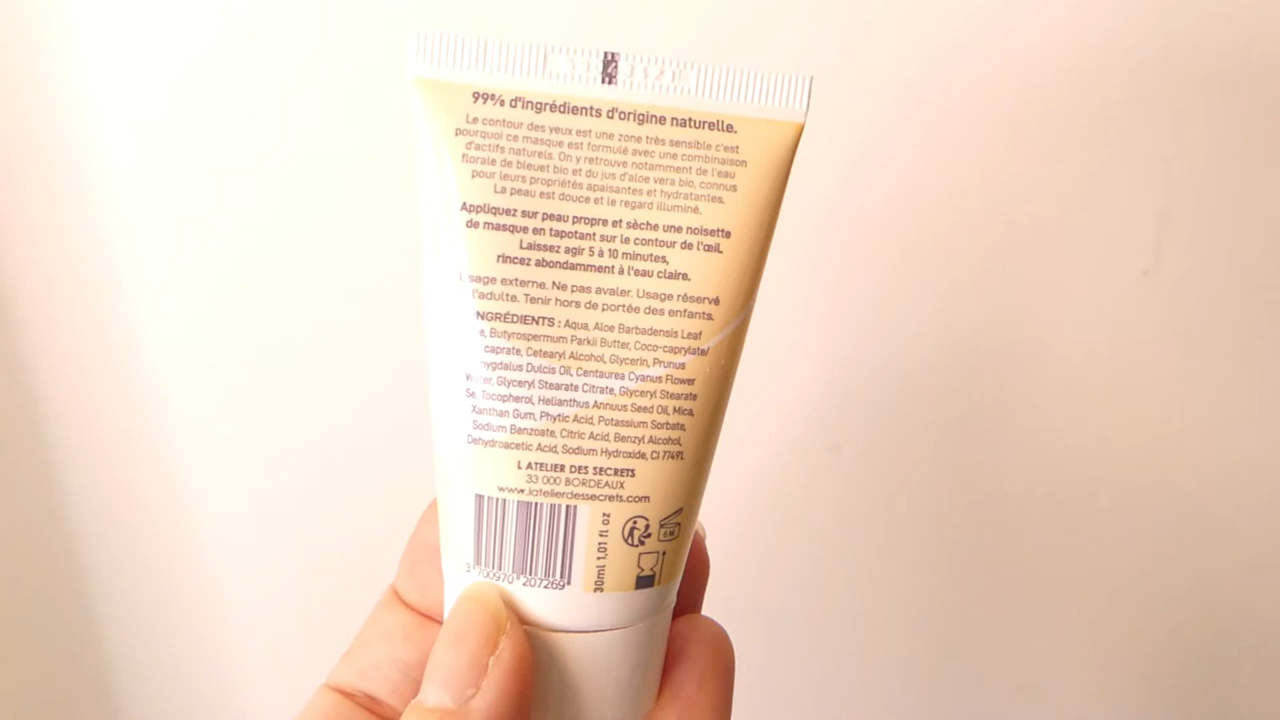 99% d'ingrédients d'origine naturelle.
Le contour des yeux est une zone très sensible c'est
pourquoi ce masque est formulé avec une combinaison
d'actifs naturels. On y retrouve notamment de l'eau
florale de bleuet bio et du jus d'aloe vera bio, connus
pour leurs propriétés apaisantes et hydratantes.
La peau est douce et le regard illuminé.
Appliquez sur peau propre et sèche une noisette
de masque en tapotant sur le contour de l'œil.
Laissez agir 5 à 10 minutes,
rincez abondamment à l'eau claire.
sage externe. Ne pas avaler. Usage réservé
l'adulte. Tenir hors de portée des enfants.
NGRÉDIENTS : Aqua, Aloe Barbadensis Leaf
e, Butyrospermum Parkii Butter, Coco-caprylate/
caprate, Cetearyl Alcohol, Glycerin, Prunus
ygdalus Dulcis Oil, Centaurea Cyanus Flower
Water, Glyceryl Stearate Citrate, Glyceryl Stearate
Se, Tocopherol, Helianthus Annuus Seed Oil, Mica,
Xanthan Gum, Phytic Acid, Potassium Sorbate,
Sodium Benzoate, Citric Acid, Benzyl Alcohol,
Dehydroacetic Acid, Sodium Hydroxide, CI 77491.
L ATELIER DES SECRETS
33 000 BORDEAUX
www.latelierdessecrets.com
3 700970 207269
30ml 1,01 fl oz
6M